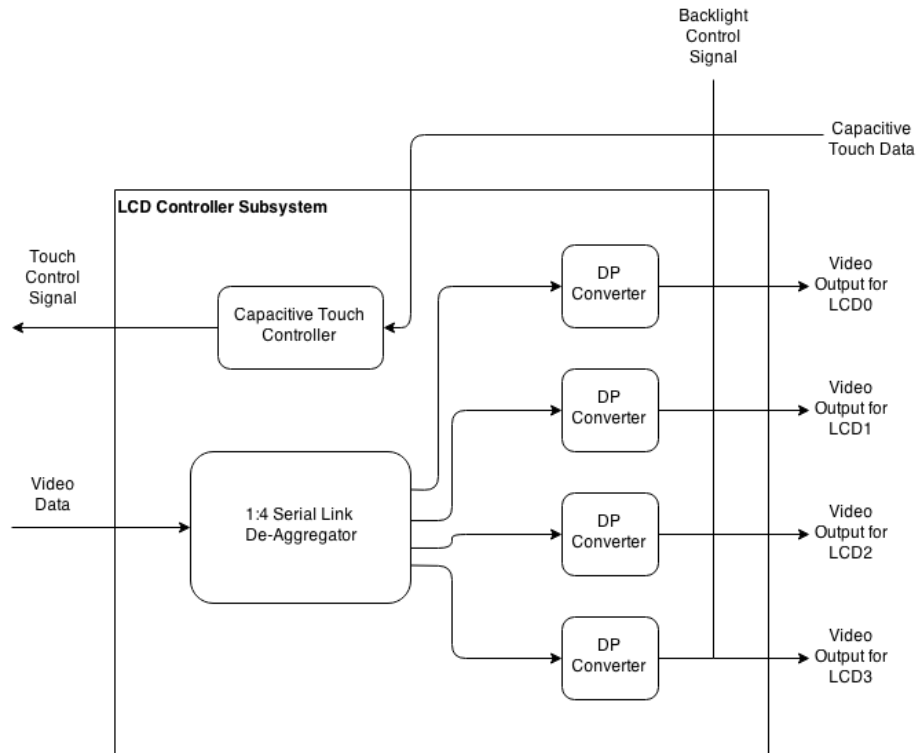 Backlight
Control
Signal
Capacitive
Touch Data
LCD Controller Subsystem
Touch
Control
Signal
Capacitive Touch
Controller
DP
Converter
Video
Output for
LCD0
DP
Converter
Video
Output for
LCD1
Video
Data
1:4 Serial Link
De-Aggregator
DP
Converter
Video
Output for
LCD2
DP
Converter
Video
Output for
LCD3